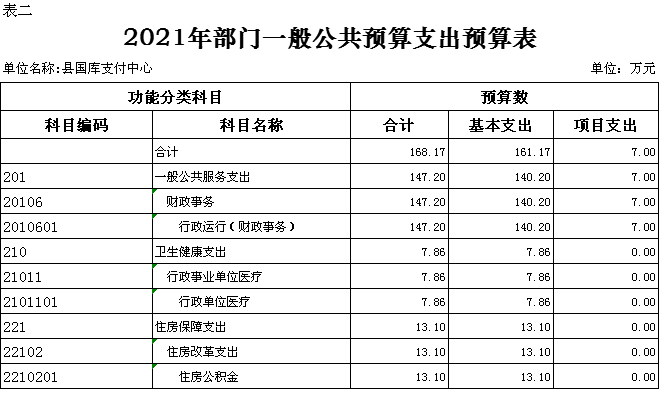 表二
2021年部门一般公共预算支出预算表
单位名称:县国库支付中心 单位：万元
功能分类科目 预算数
科目编码 科目名称 合计 基本支出 项目支出
合计 168.17 161.17 7.00
201 一般公共服务支出 147.20 140.20 7.00
20106 财政事务 147.20 140.20 7.00
2010601 行政运行（财政事务） 147.20 140.20 7.00
210 卫生健康支出 7.86 7.86 0.00
21011 行政事业单位医疗 7.86 7.86 0.00
2101101 行政单位医疗 7.86 7.86 0.00
221 住房保障支出 13.10 13.10 0.00
22102 住房改革支出 13.10 13.10 0.00
2210201 住房公积金 13.10 13.10 0.00